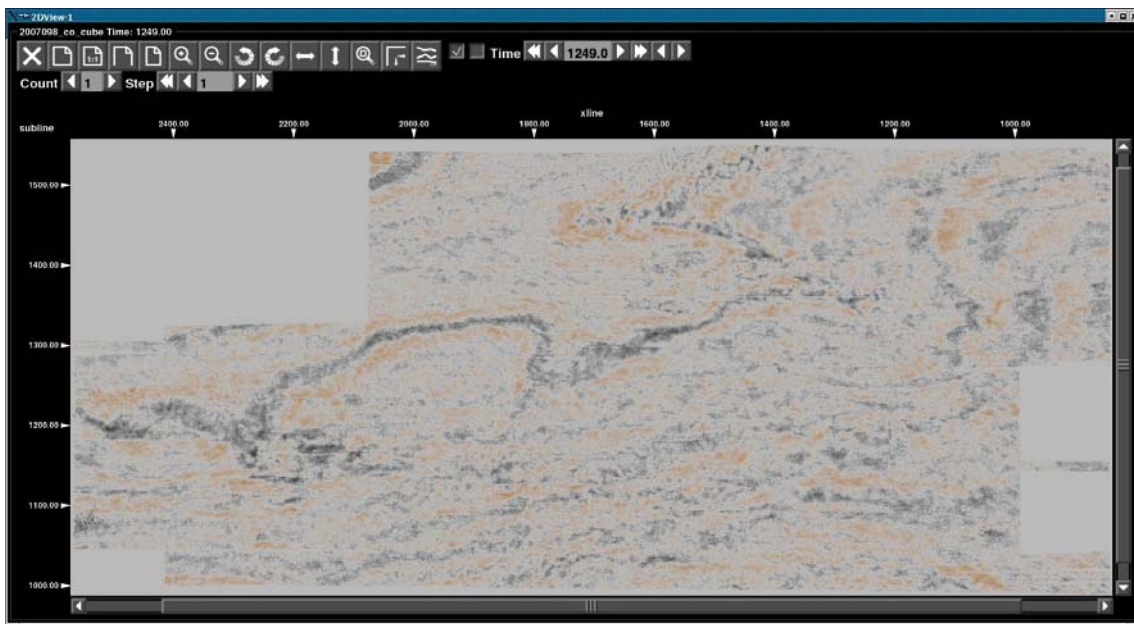 2DView-1
2007098_co_cube Time: 1249.00
1:1 Time 1249.0
Count 1 Step 1
xline
subline 2400.00 2200.00 2000.00 1800.00 1600.00 1400.00 1200.00 1000.00
1500.00
1400.00
1300.00
1200.00
1100.00
1000.00